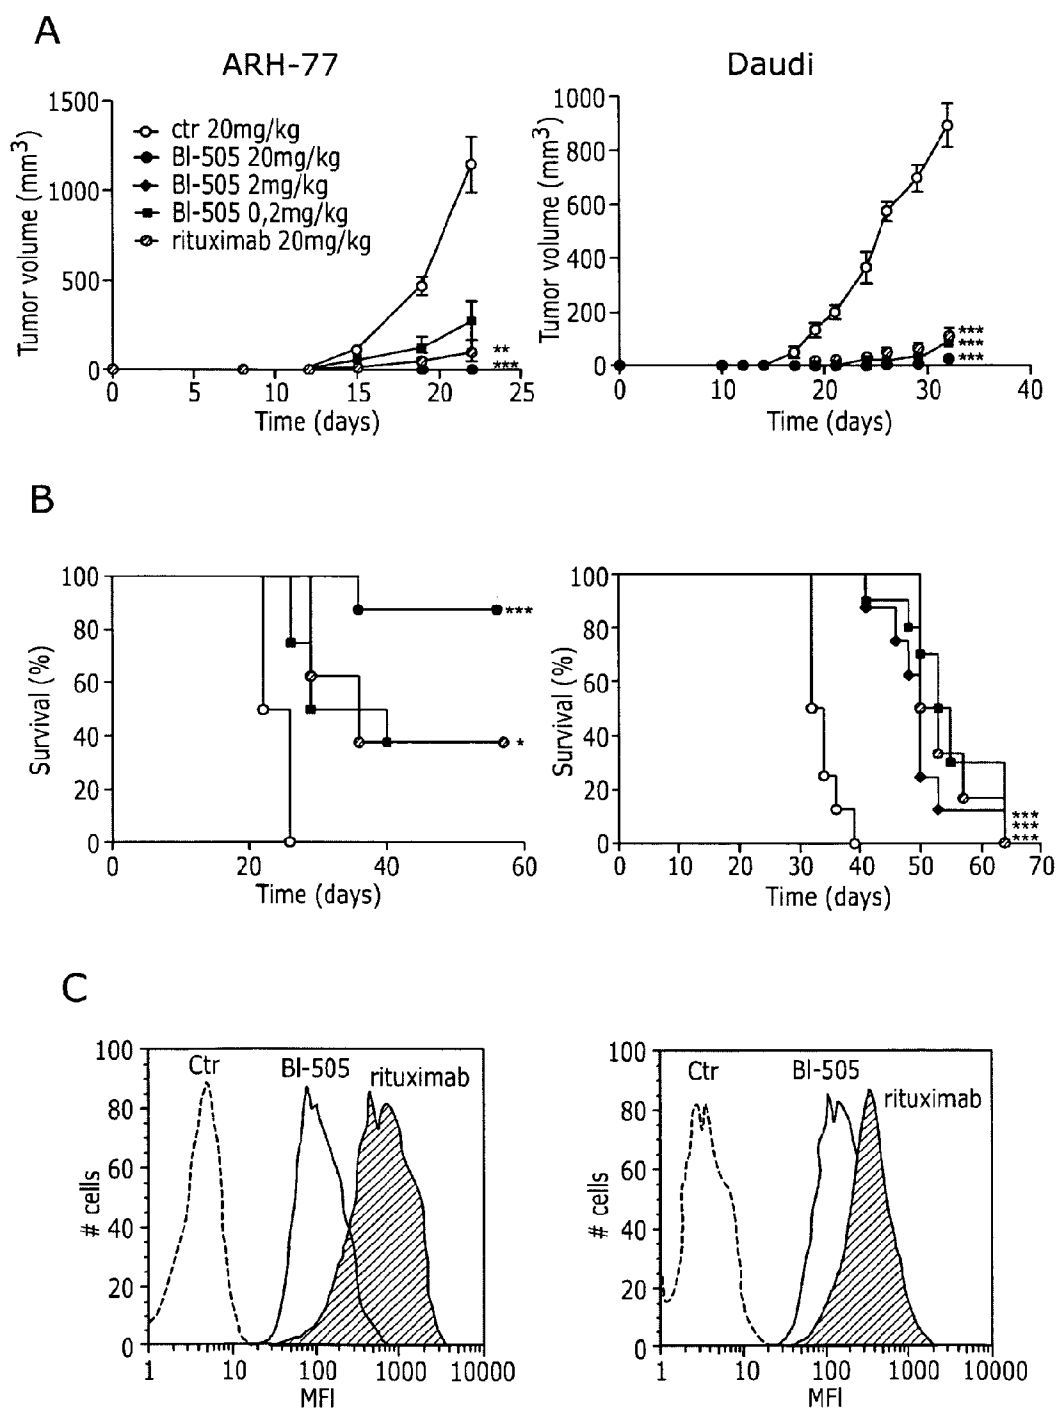 A
ARH-77
Daudi
Tumor volume (mm3)
1500
1000
500
0
ctr 20mg/kg
BI-505 20mg/kg
BI-505 2mg/kg
BI-505 0,2mg/kg
rituximab 20mg/kg
**
***
0 5 10 15 20 25
Time (days)
Tumor volume (mm3)
1000
800
600
400
200
0
***
***
***
0 10 20 30 40
Time (days)
B
Survival (%)
100
80
60
40
20
0
***
*
0 20 40 60
Time (days)
Survival (%)
100
80
60
40
20
0
***
***
***
0 10 20 30 40 50 60 70
Time (days)
C
# cells
100
80
60
40
20
0
Ctr
BI-505
rituximab
1 10 100 1000 10000
MFI
# cells
100
80
60
40
20
0
Ctr
BI-505
rituximab
1 10 100 1000 10000
MFI